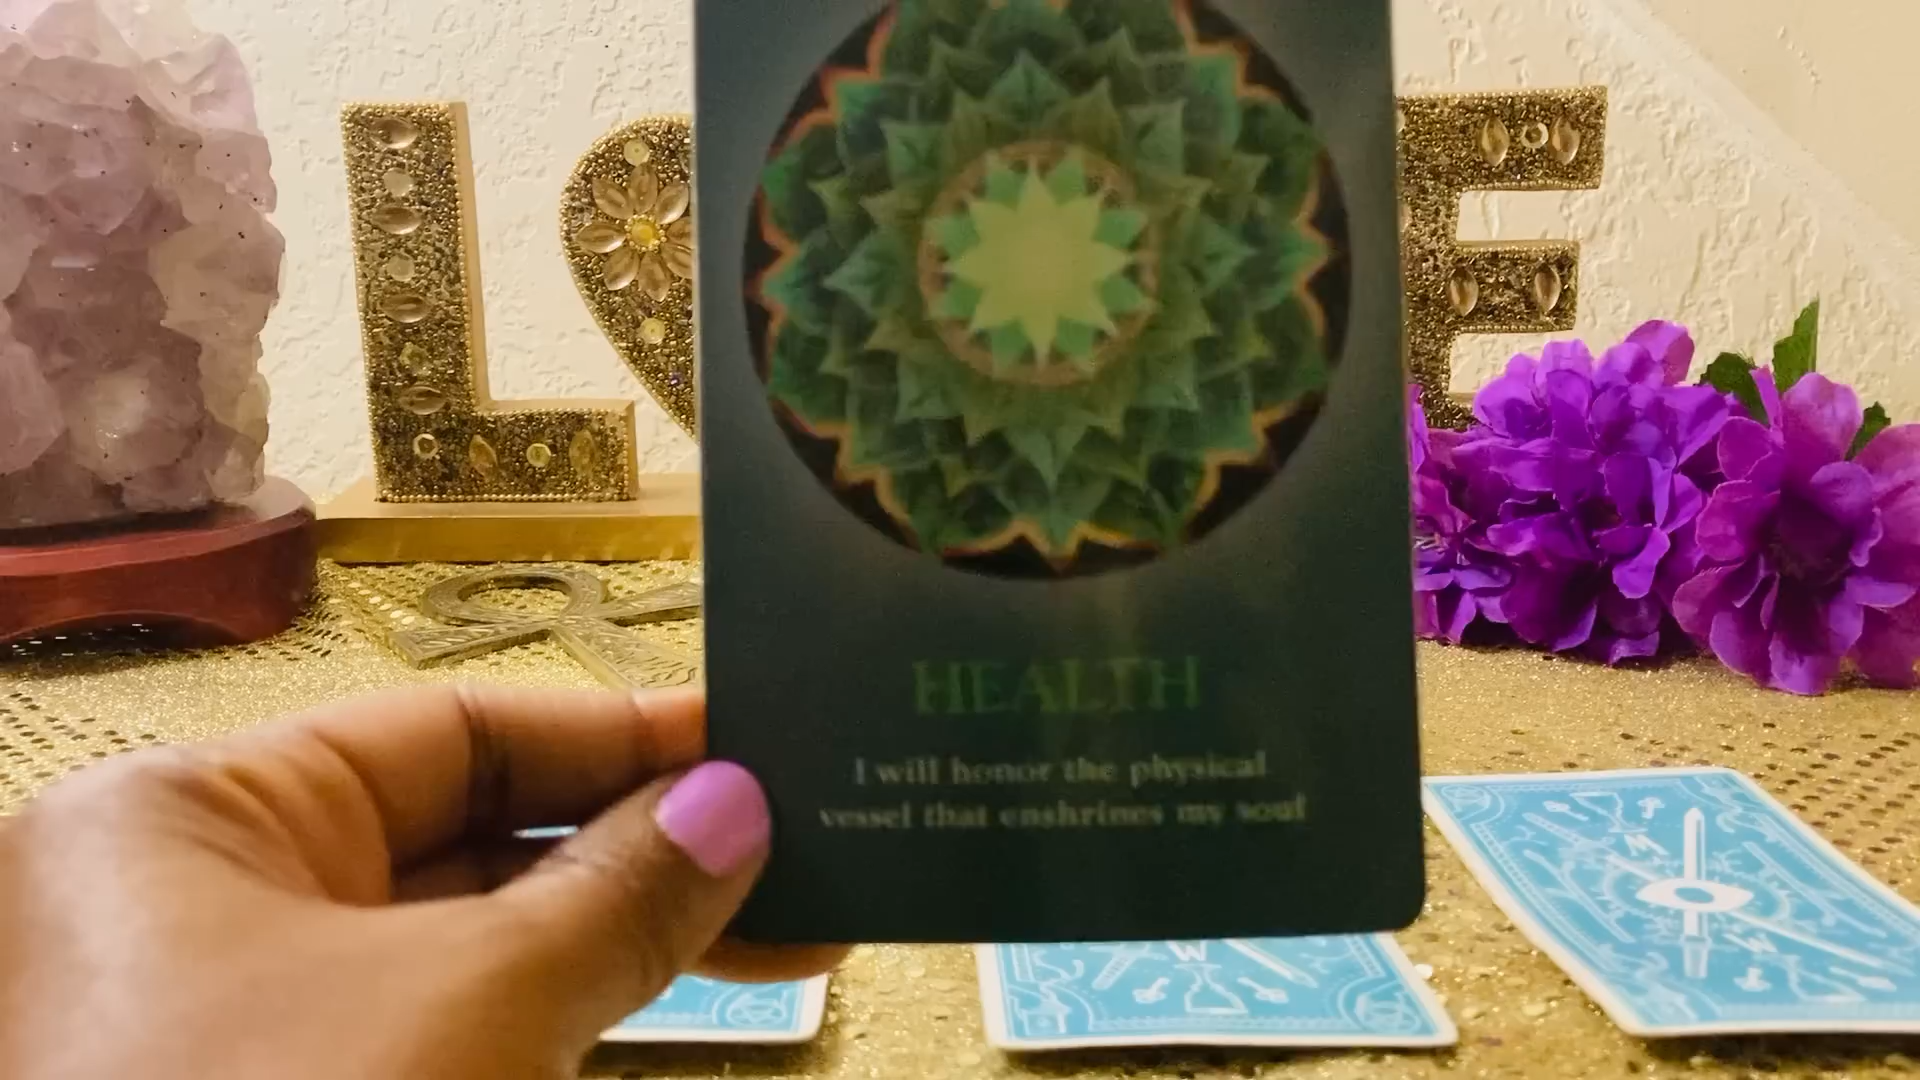 L E
HEALTH
I will honor the physical
vessel that enshrines my soul
W
M
W